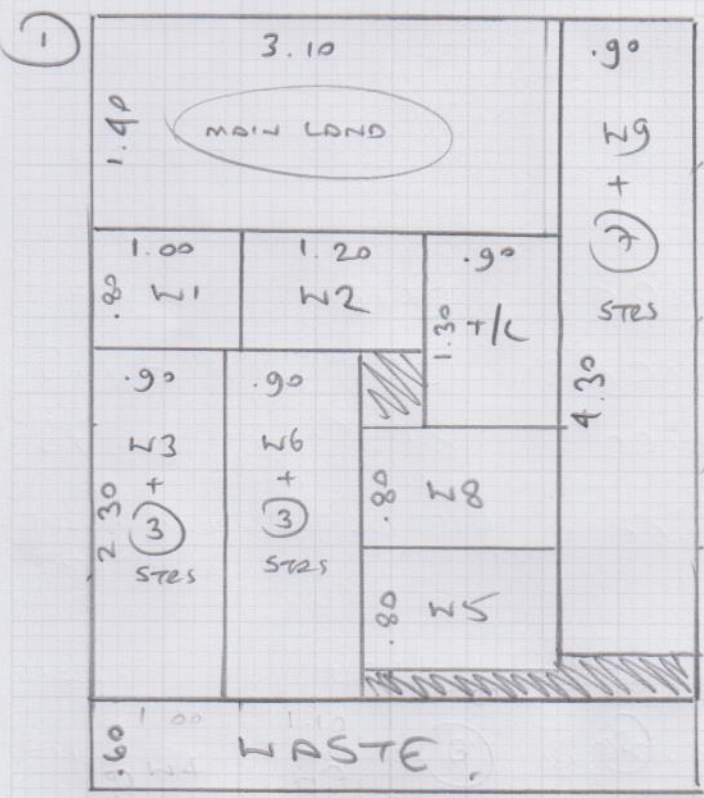 1
3.10
.90
1.40
MAIN LAND
W9
+
7
STRS
4.30
1.00
1.20
.90
.80
W1
W2
1.30
T/L
.90
.90
W3
W6
+
+
2 30
3
3
STRS
STRS
.80
W8
.80
W5
.60
WASTE.